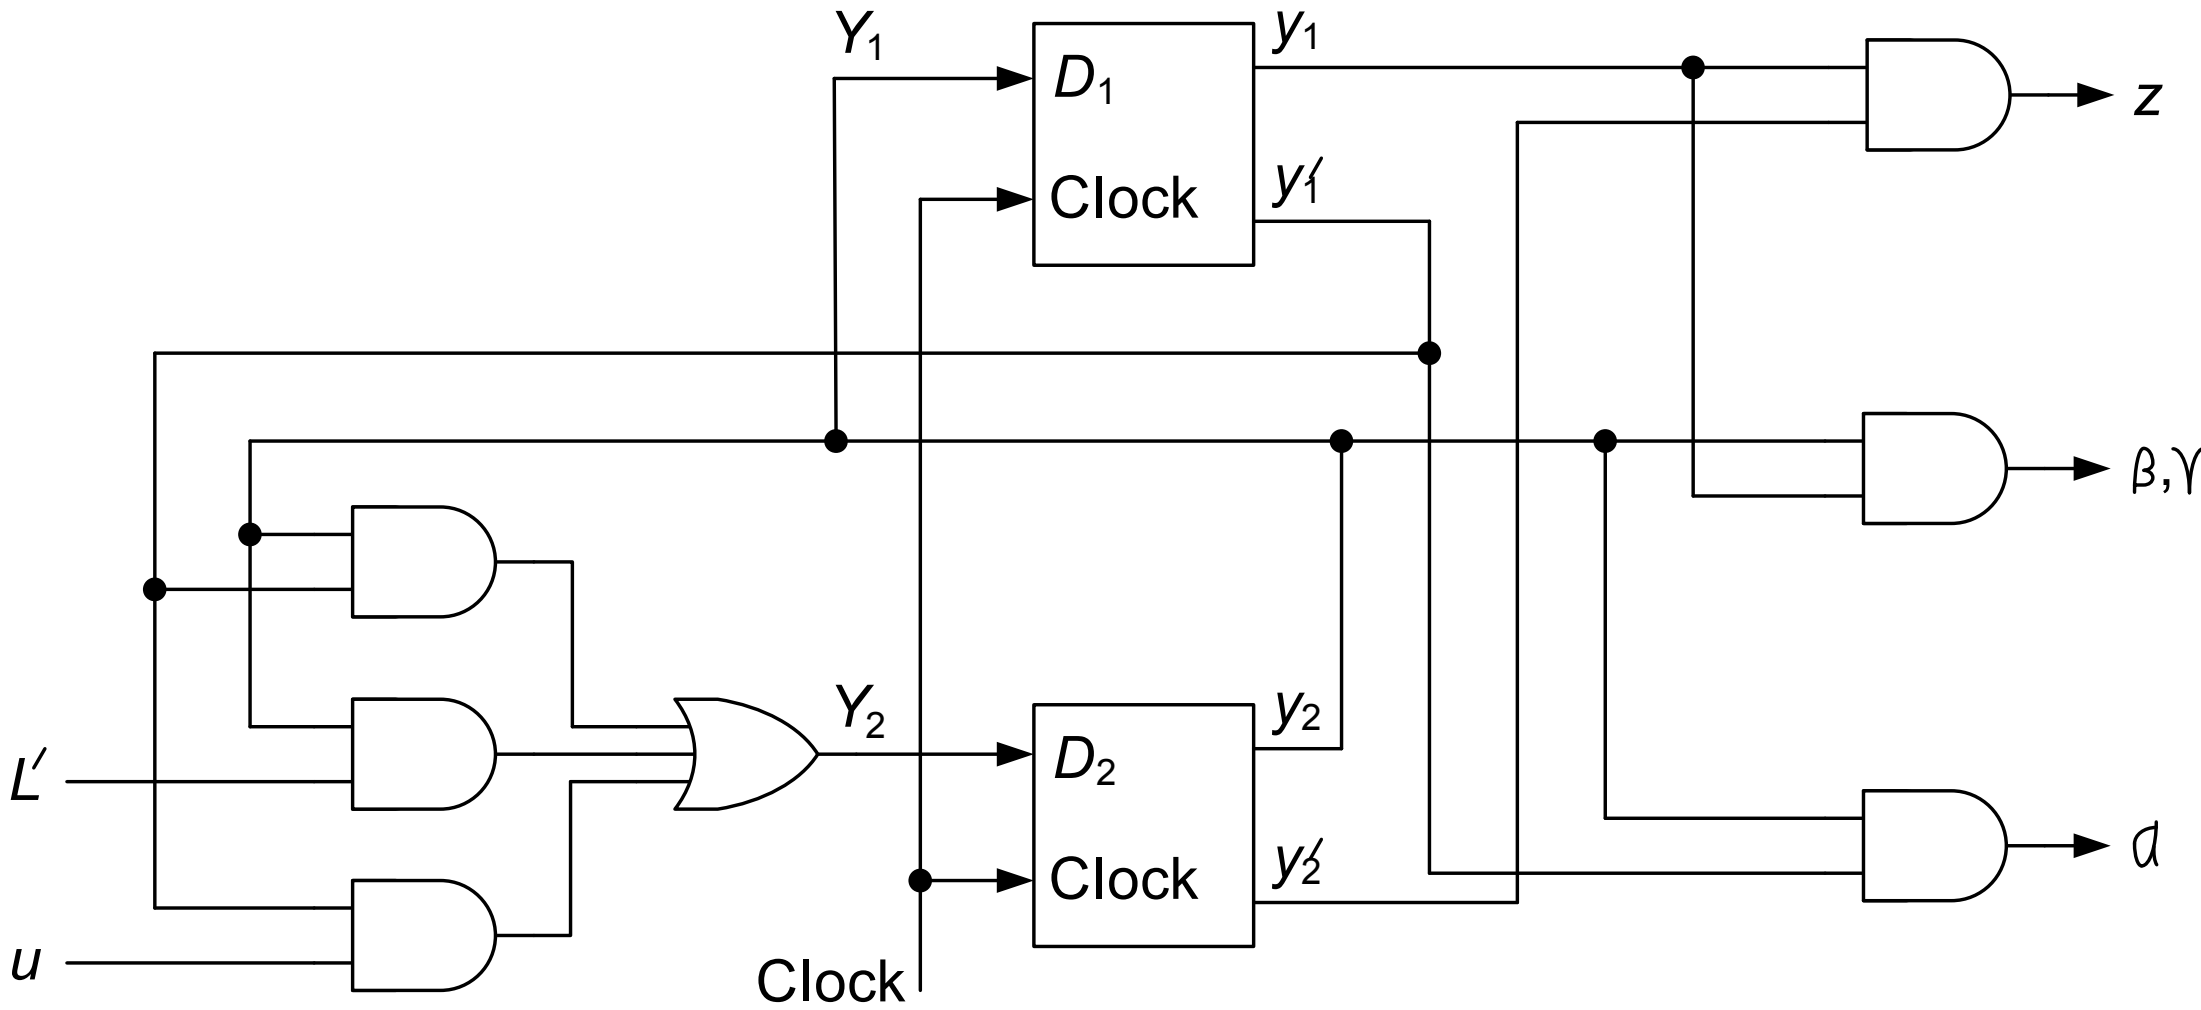 Y₁
D₁
Clock
y₁
y₁′
z
β,γ
L′
u
Y₂
D₂
Clock
y₂
y₂′
Clock
α